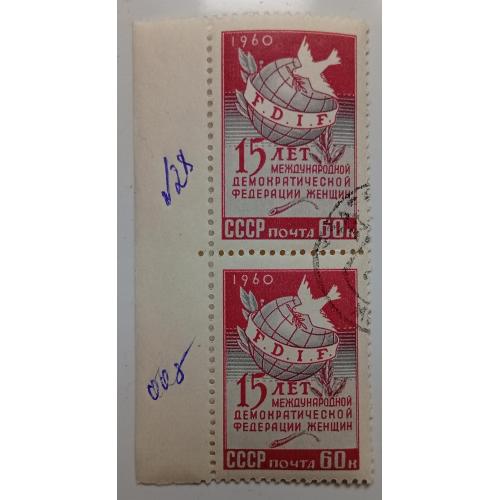 1960
F.D.I.F.
15 ЛЕТ
МЕЖДУНАРОДНОЙ
ДЕМОКРАТИЧЕСКОЙ
ФЕДЕРАЦИИ ЖЕНЩИН
СССР ПОЧТА 60К
1960
F.D.I.F.
15 ЛЕТ
МЕЖДУНАРОДНОЙ
ДЕМОКРАТИЧЕСКОЙ
ФЕДЕРАЦИИ ЖЕНЩИН
СССР ПОЧТА 60К